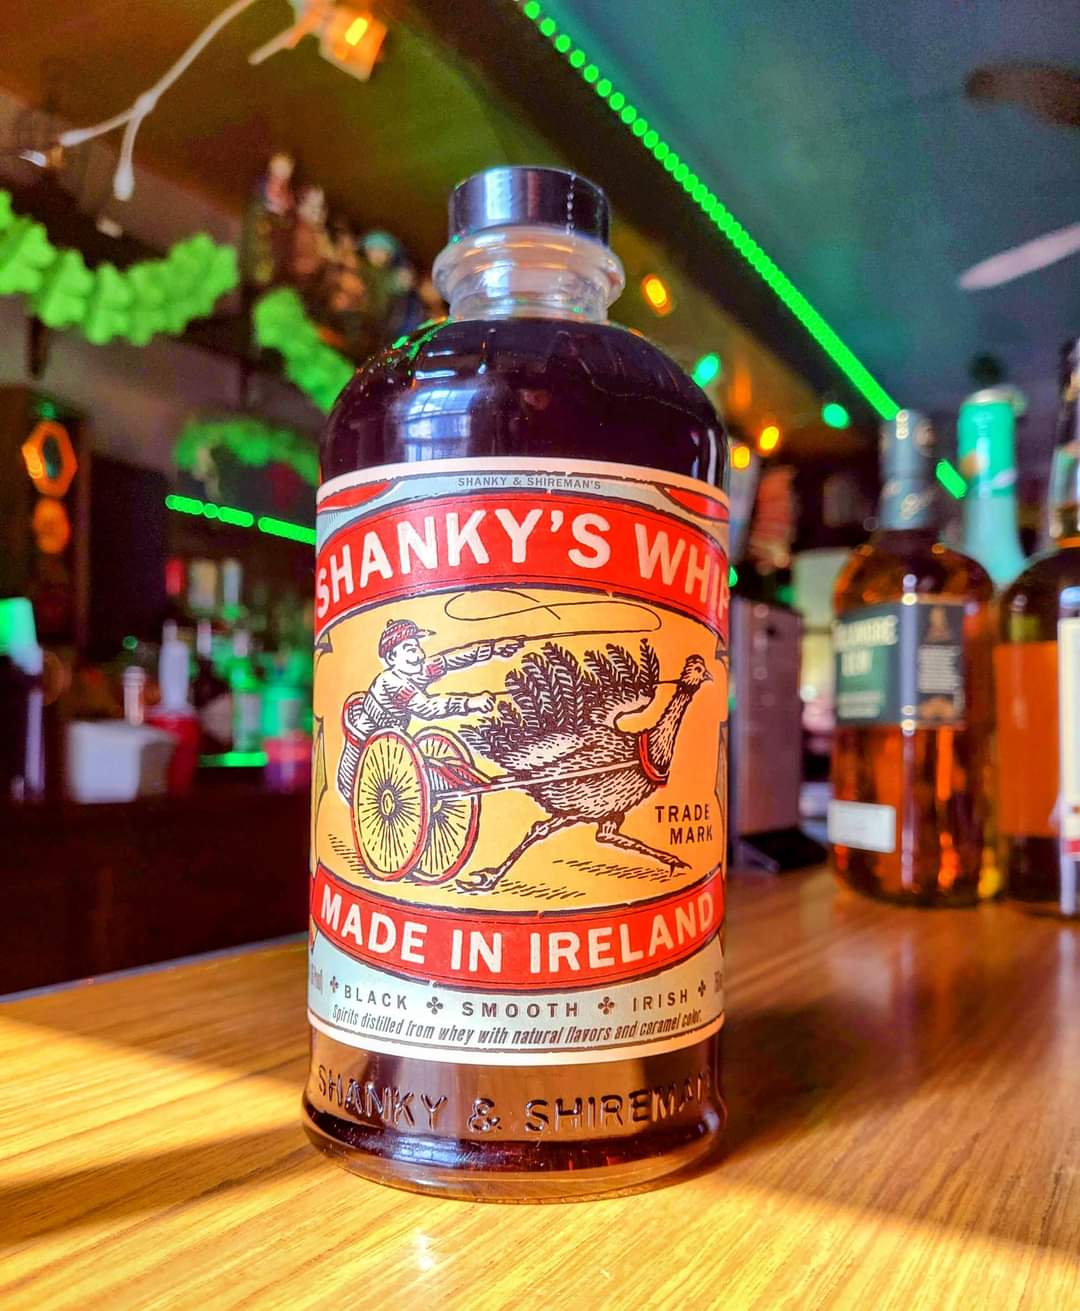 SHANKY & SHIREMAN'S
SHANKY'S WHIP
TRADE
MARK
MADE IN IRELAND
BLACK ♣ SMOOTH ♣ IRISH
Spirits distilled from whey with natural flavors and caramel color.
SHANKY & SHIREMAN